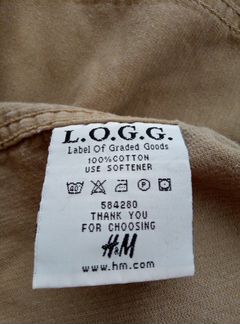 L.O.G.G.
Label Of Graded Goods
100%COTTON
USE SOFTENER
584280
THANK YOU
FOR CHOOSING
H&M
www.hm.com